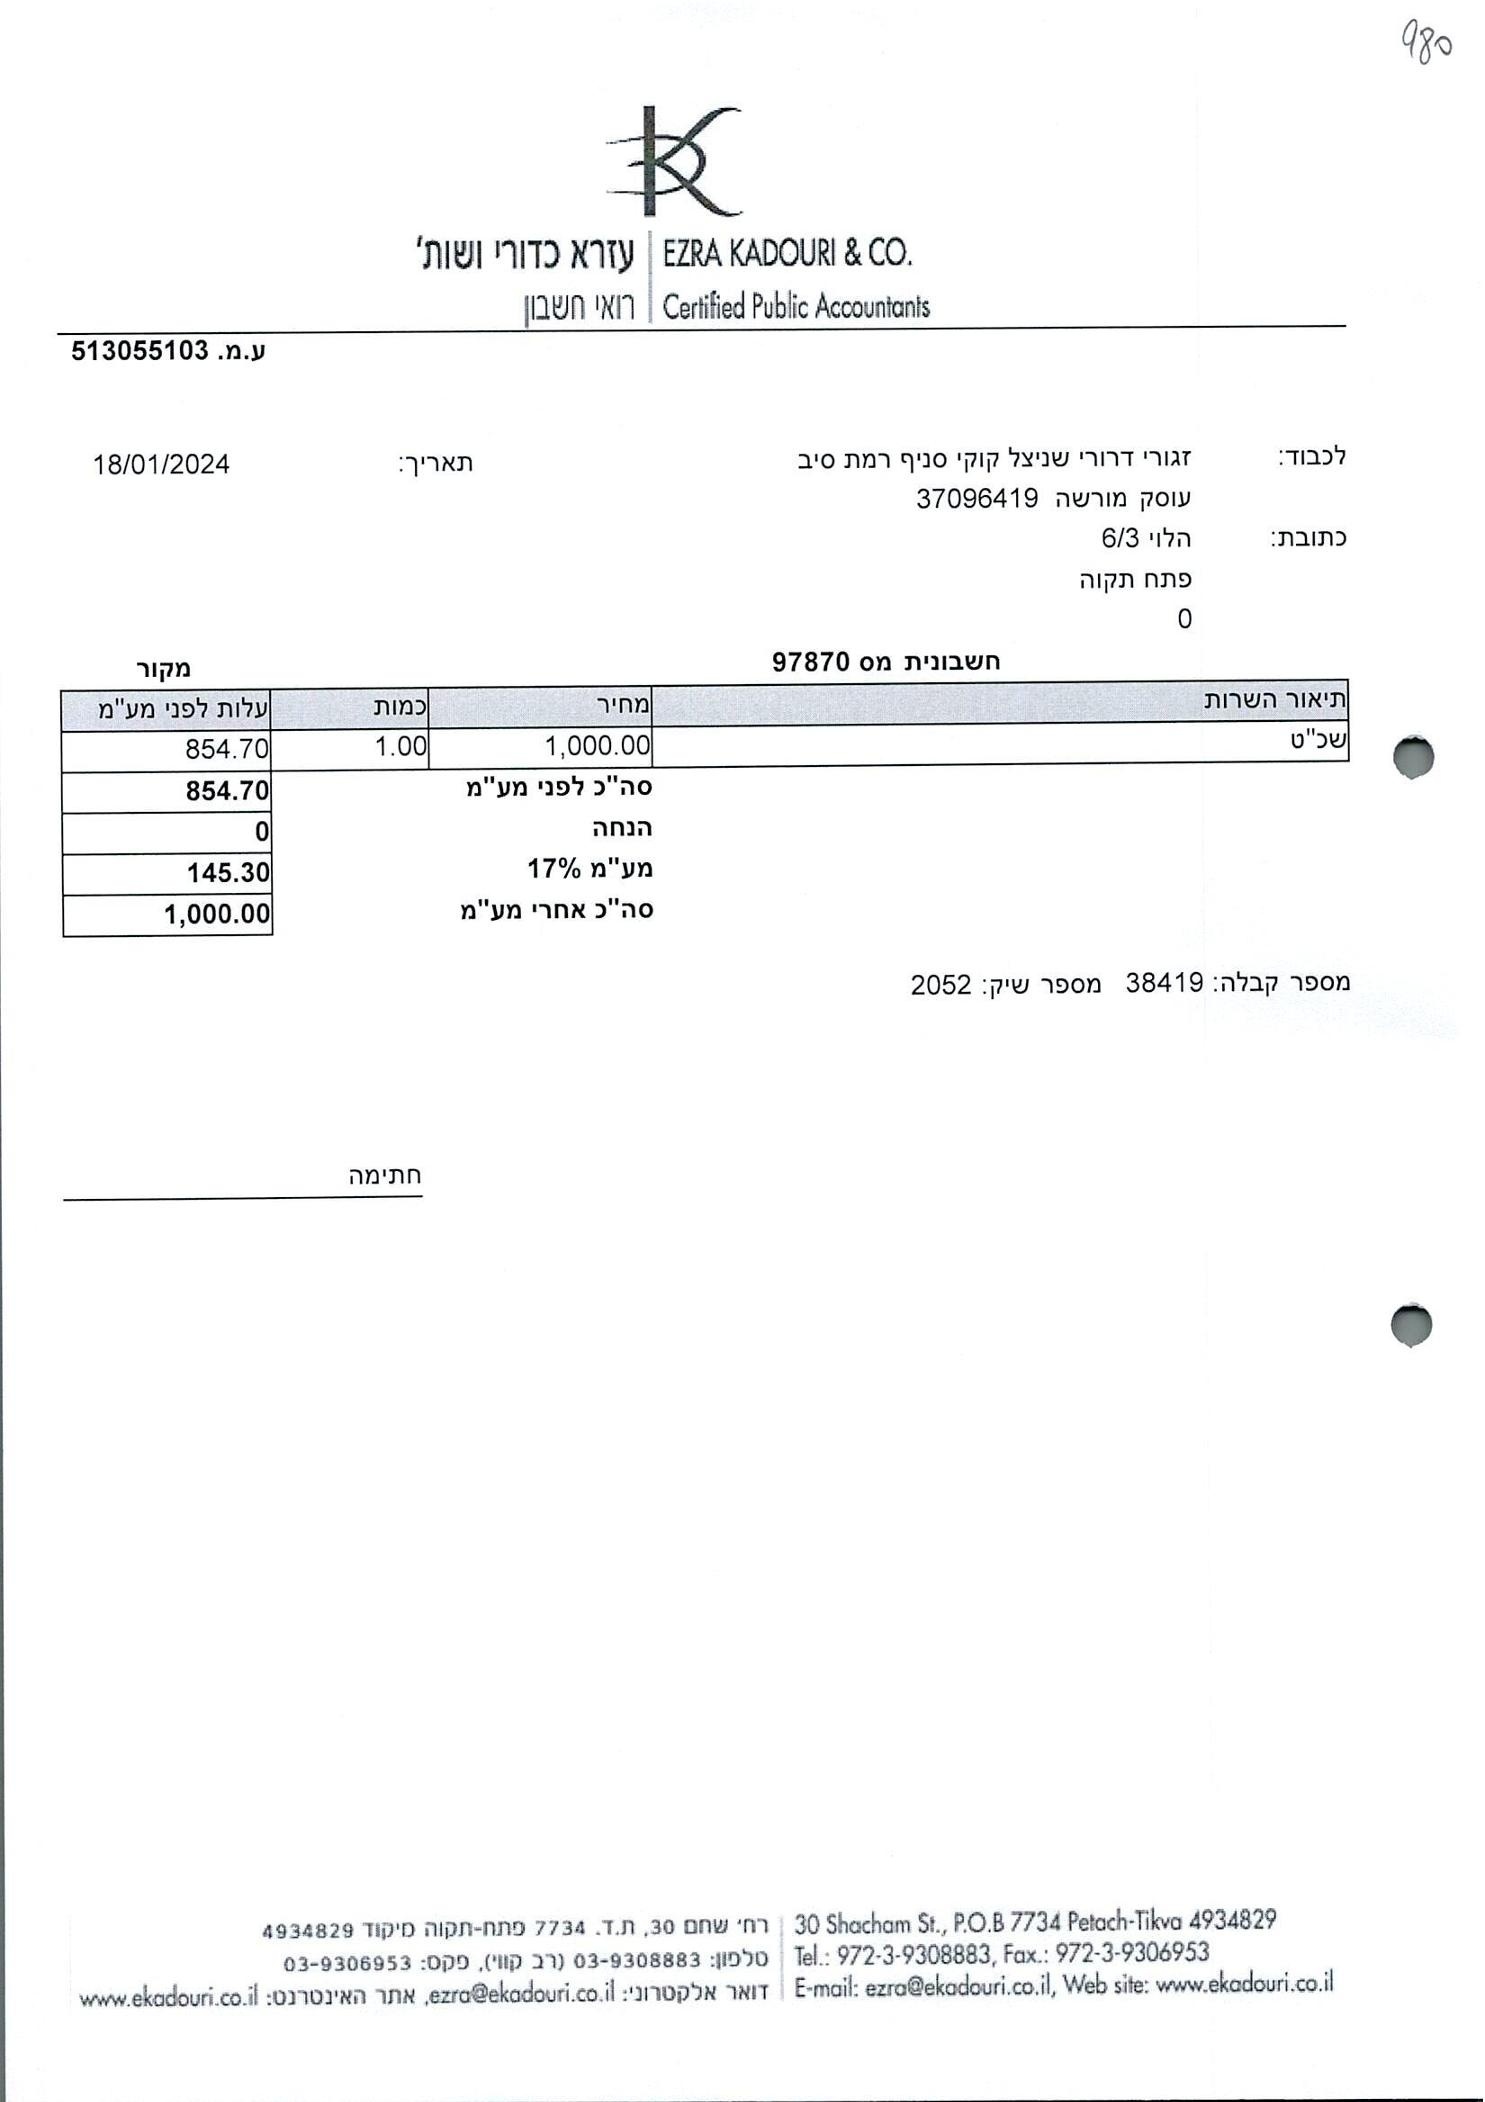 980
עזרא כדורי ושות' | EZRA KADOURI & CO.
רואי חשבון | Certified Public Accountants
ע.מ. 513055103
לכבוד: זגורי דרורי שניצל קוקי סניף רמת סיב תאריך: 18/01/2024
עוסק מורשה 37096419
כתובת: הלוי 6/3
פתח תקוה
0
חשבונית מס 97870 מקור
תיאור השרות מחיר כמות עלות לפני מע"מ
שכ"ט 1,000.00 1.00 854.70
סה"כ לפני מע"מ 854.70
הנחה 0
מע"מ 17% 145.30
סה"כ אחרי מע"מ 1,000.00
מספר קבלה: 38419 מספר שיק: 2052
חתימה
רח' שחם 30, ת.ד. 7734 פתח-תקוה מיקוד 4934829 | 30 Shacham St., P.O.B 7734 Petach-Tikva 4934829
טלפון: 03-9308883 (רב קווי), פקס: 03-9306953 | Tel.: 972-3-9308883, Fax.: 972-3-9306953
דואר אלקטרוני: ezra@ekadouri.co.il, אתר האינטרנט: www.ekadouri.co.il | E-mail: ezra@ekadouri.co.il, Web site: www.ekadouri.co.il